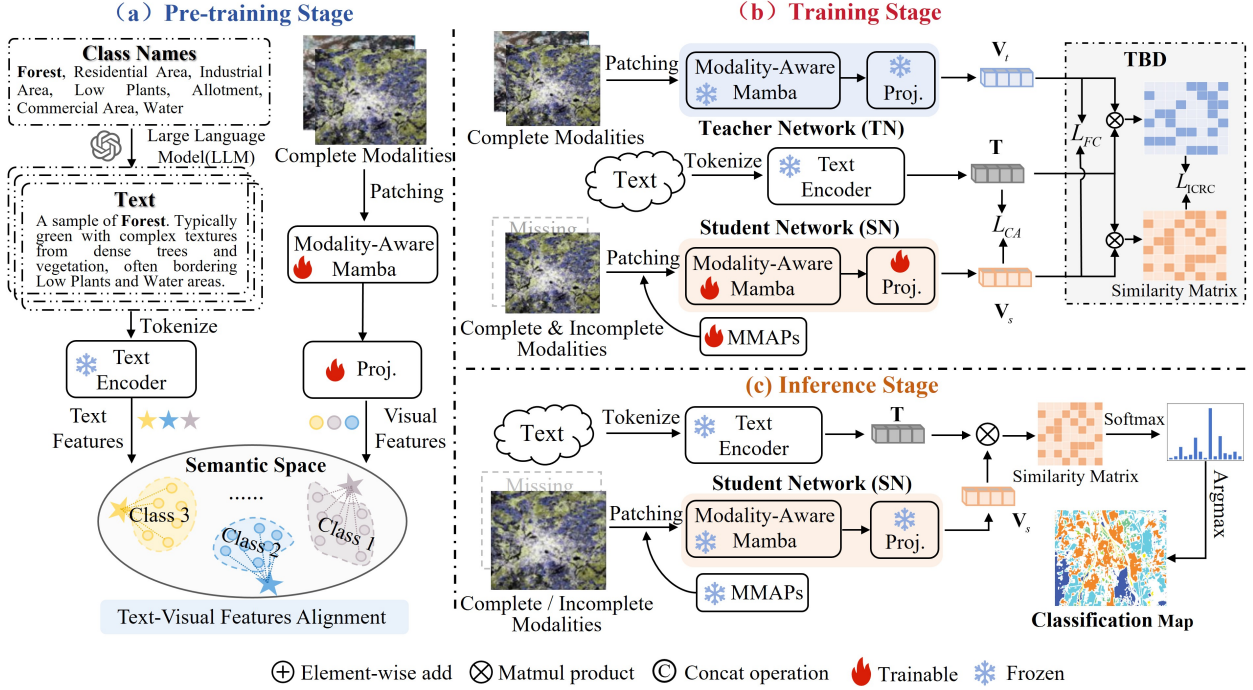 (a) Pre-training Stage
Class Names
Forest, Residential Area, Industrial
Area, Low Plants, Allotment,
Commercial Area, Water
Large Language
Model(LLM)
Text
A sample of Forest. Typically
green with complex textures
from dense trees and
vegetation, often bordering
Low Plants and Water areas.
Tokenize
Text
Encoder
Text
Features
Complete Modalities
Patching
Modality-Aware
Mamba
Proj.
Visual
Features
Semantic Space
......
Class 3
Class 2
Class 1
Text-Visual Features Alignment
(b) Training Stage
Complete Modalities
Patching
Modality-Aware
Mamba
Proj.
Teacher Network (TN)
V_t
Text
Tokenize
Text
Encoder
T
Missing
Complete & Incomplete
Modalities
Patching
Student Network (SN)
Modality-Aware
Mamba
Proj.
MMAPs
V_s
L_CA
L_FC
TBD
L_ICRC
Similarity Matrix
(c) Inference Stage
Text
Tokenize
Text
Encoder
T
Missing
Complete / Incomplete
Modalities
Patching
Student Network (SN)
Modality-Aware
Mamba
Proj.
MMAPs
V_s
Similarity Matrix
Softmax
Argmax
Classification Map
+ Element-wise add
× Matmul product
C Concat operation
Trainable
Frozen